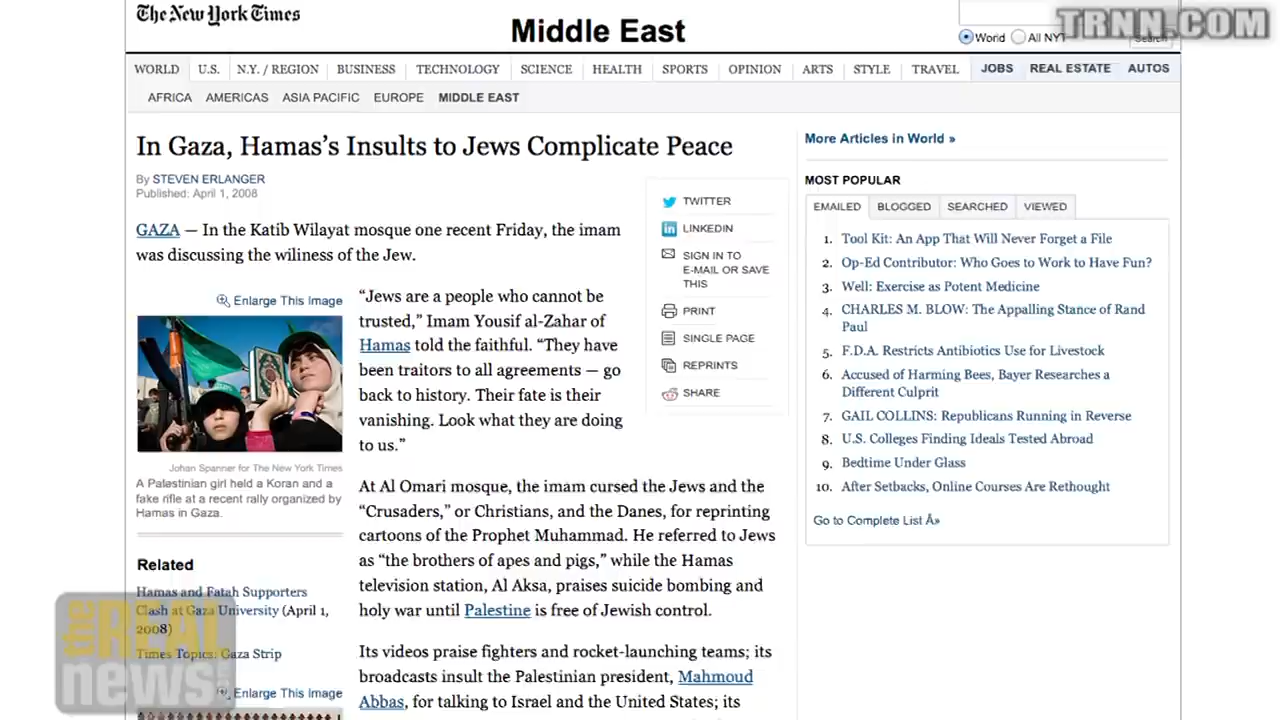 The New York Times
Middle East
TRNN.COM
World All NYT Search
WORLD U.S. N.Y. / REGION BUSINESS TECHNOLOGY SCIENCE HEALTH SPORTS OPINION ARTS STYLE TRAVEL JOBS REAL ESTATE AUTOS
AFRICA AMERICAS ASIA PACIFIC EUROPE MIDDLE EAST
In Gaza, Hamas’s Insults to Jews Complicate Peace
By STEVEN ERLANGER
Published: April 1, 2008
GAZA — In the Katib Wilayat mosque one recent Friday, the imam
was discussing the wiliness of the Jew.
Enlarge This Image
Johan Spanner for The New York Times
A Palestinian girl held a Koran and a
fake rifle at a recent rally organized by
Hamas in Gaza.
Related
Hamas and Fatah Supporters
Clash at Gaza University (April 1,
2008)
Times Topics: Gaza Strip
Enlarge This Image
“Jews are a people who cannot be
trusted,” Imam Yousif al-Zahar of
Hamas told the faithful. “They have
been traitors to all agreements — go
back to history. Their fate is their
vanishing. Look what they are doing
to us.”
At Al Omari mosque, the imam cursed the Jews and the
“Crusaders,” or Christians, and the Danes, for reprinting
cartoons of the Prophet Muhammad. He referred to Jews
as “the brothers of apes and pigs,” while the Hamas
television station, Al Aksa, praises suicide bombing and
holy war until Palestine is free of Jewish control.
Its videos praise fighters and rocket-launching teams; its
broadcasts insult the Palestinian president, Mahmoud
Abbas, for talking to Israel and the United States; its
TWITTER
LINKEDIN
SIGN IN TO
E-MAIL OR SAVE
THIS
PRINT
SINGLE PAGE
REPRINTS
SHARE
More Articles in World »
MOST POPULAR
EMAILED BLOGGED SEARCHED VIEWED
1. Tool Kit: An App That Will Never Forget a File
2. Op-Ed Contributor: Who Goes to Work to Have Fun?
3. Well: Exercise as Potent Medicine
4. CHARLES M. BLOW: The Appalling Stance of Rand
Paul
5. F.D.A. Restricts Antibiotics Use for Livestock
6. Accused of Harming Bees, Bayer Researches a
Different Culprit
7. GAIL COLLINS: Republicans Running in Reverse
8. U.S. Colleges Finding Ideals Tested Abroad
9. Bedtime Under Glass
10. After Setbacks, Online Courses Are Rethought
Go to Complete List Â»
the
REAL
news